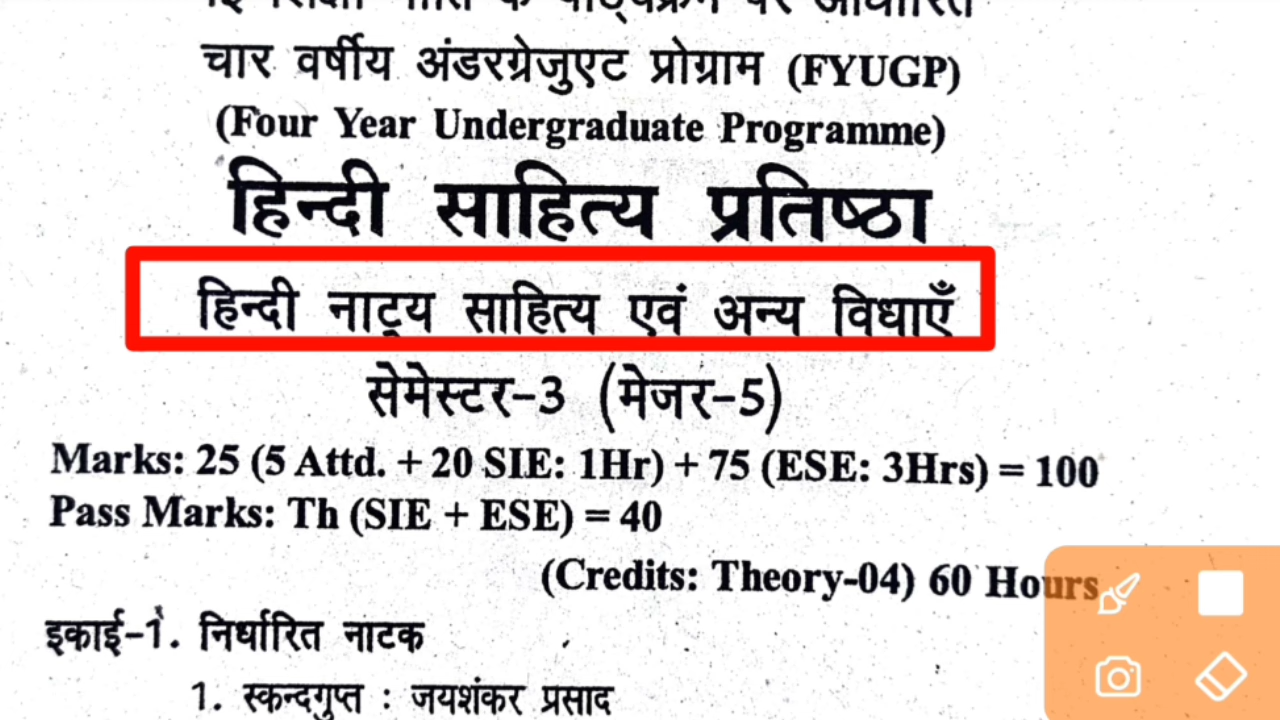 चार वर्षीय अंडरग्रेजुएट प्रोग्राम (FYUGP)
(Four Year Undergraduate Programme)
हिन्दी साहित्य प्रतिष्ठा
हिन्दी नाट्य साहित्य एवं अन्य विधाएँ
सेमेस्टर-3 (मेजर-5)
Marks: 25 (5 Attd. + 20 SIE: 1Hr) + 75 (ESE: 3Hrs) = 100
Pass Marks: Th (SIE + ESE) = 40
(Credits: Theory-04) 60 Hours
इकाई-1. निर्धारित नाटक
1. स्कन्दगुप्त : जयशंकर प्रसाद